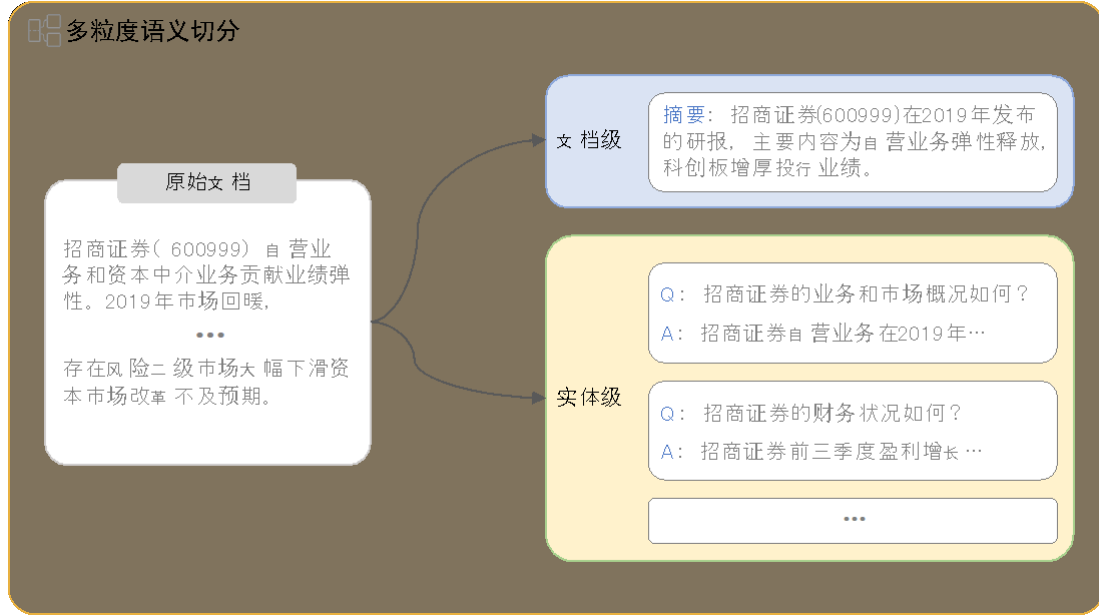 多粒度语义切分
原始文档
招商证券( 600999) 自营业
务和资本中介业务贡献业绩弹
性。2019年市场回暖,
•••
存在风险二级市场大幅下滑资
本市场改革不及预期。
文档级
摘要: 招商证券(600999)在2019年发布
的研报, 主要内容为自营业务弹性释放,
科创板增厚投行业绩。
实体级
Q: 招商证券的业务和市场概况如何?
A: 招商证券自营业务在2019年…
Q: 招商证券的财务状况如何?
A: 招商证券前三季度盈利增长…
•••